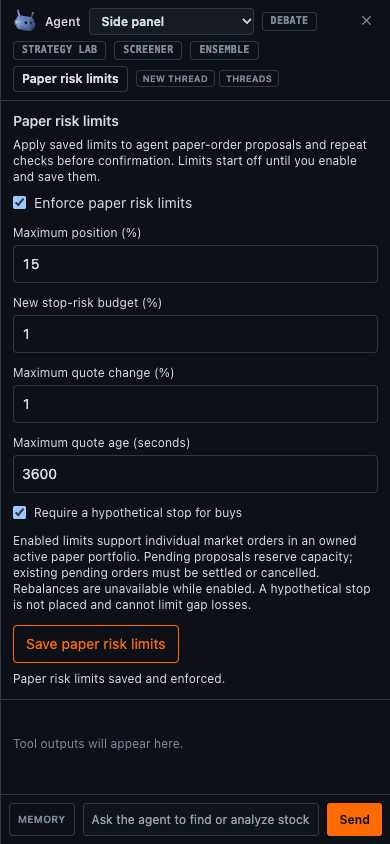 Agent
Side panel
DEBATE
STRATEGY LAB
SCREENER
ENSEMBLE
Paper risk limits
NEW THREAD
THREADS
Paper risk limits
Apply saved limits to agent paper-order proposals and repeat
checks before confirmation. Limits start off until you enable
and save them.
Enforce paper risk limits
Maximum position (%)
15
New stop-risk budget (%)
1
Maximum quote change (%)
1
Maximum quote age (seconds)
3600
Require a hypothetical stop for buys
Enabled limits support individual market orders in an owned
active paper portfolio. Pending proposals reserve capacity;
existing pending orders must be settled or cancelled.
Rebalances are unavailable while enabled. A hypothetical stop
is not placed and cannot limit gap losses.
Save paper risk limits
Paper risk limits saved and enforced.
Tool outputs will appear here.
MEMORY
Ask the agent to find or analyze stock
Send